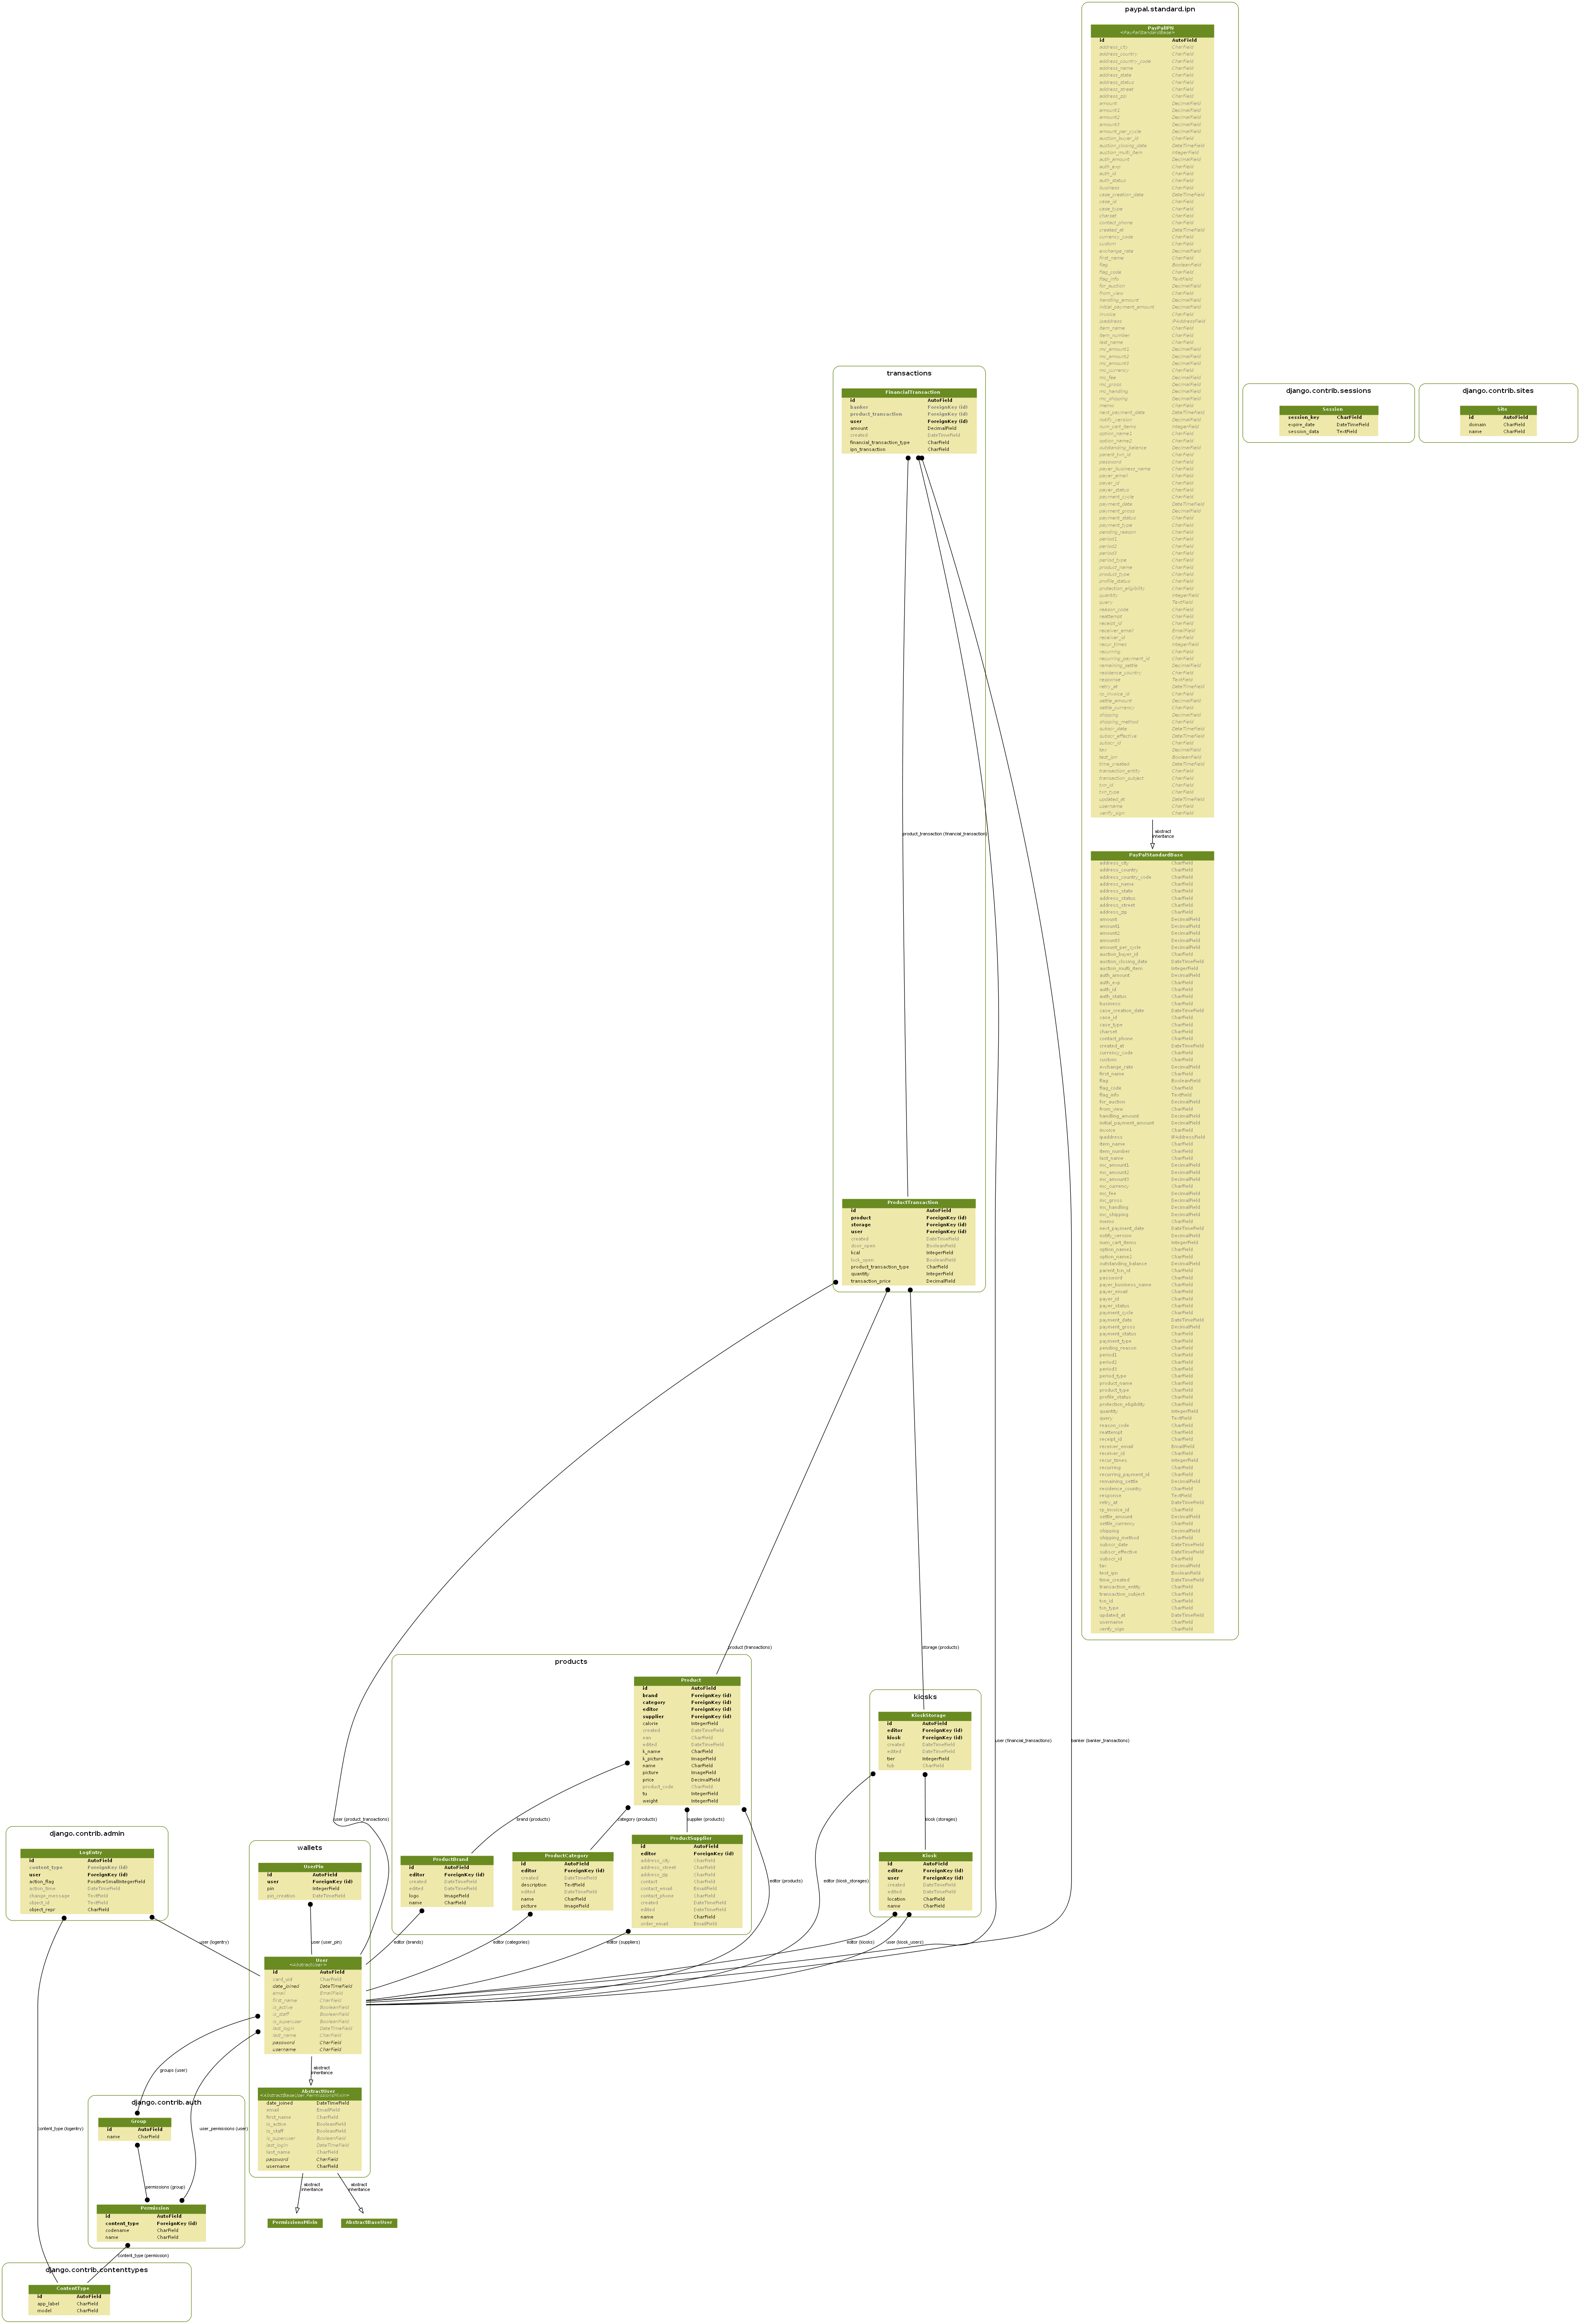 paypal.standard.ipn
PayPalIPN
<PayPalStandardBase>
id AutoField
address_city CharField
address_country CharField
address_country_code CharField
address_name CharField
address_state CharField
address_status CharField
address_street CharField
address_zip CharField
amount DecimalField
amount1 DecimalField
amount2 DecimalField
amount3 DecimalField
amount_per_cycle DecimalField
auction_buyer_id CharField
auction_closing_date DateTimeField
auction_multi_item IntegerField
auth_amount DecimalField
auth_exp CharField
auth_id CharField
auth_status CharField
business CharField
case_creation_date DateTimeField
case_id CharField
case_type CharField
charset CharField
contact_phone CharField
created_at DateTimeField
currency_code CharField
custom CharField
exchange_rate DecimalField
first_name CharField
flag BooleanField
flag_code CharField
flag_info TextField
for_auction DecimalField
from_view CharField
handling_amount DecimalField
initial_payment_amount DecimalField
invoice CharField
ipaddress IPAddressField
item_name CharField
item_number CharField
last_name CharField
mc_amount1 DecimalField
mc_amount2 DecimalField
mc_amount3 DecimalField
mc_currency CharField
mc_fee DecimalField
mc_gross DecimalField
mc_handling DecimalField
mc_shipping DecimalField
memo CharField
next_payment_date DateTimeField
notify_version DecimalField
num_cart_items IntegerField
option_name1 CharField
option_name2 CharField
outstanding_balance DecimalField
parent_txn_id CharField
password CharField
payer_business_name CharField
payer_email CharField
payer_id CharField
payer_status CharField
payment_cycle CharField
payment_date DateTimeField
payment_gross DecimalField
payment_status CharField
payment_type CharField
pending_reason CharField
period1 CharField
period2 CharField
period3 CharField
period_type CharField
product_name CharField
product_type CharField
profile_status CharField
protection_eligibility CharField
quantity IntegerField
query TextField
reason_code CharField
reattempt CharField
receipt_id CharField
receiver_email EmailField
receiver_id CharField
recur_times IntegerField
recurring CharField
recurring_payment_id CharField
remaining_settle DecimalField
residence_country CharField
response TextField
retry_at DateTimeField
rp_invoice_id CharField
settle_amount DecimalField
settle_currency CharField
shipping DecimalField
shipping_method CharField
subscr_date DateTimeField
subscr_effective DateTimeField
subscr_id CharField
tax DecimalField
test_ipn BooleanField
time_created DateTimeField
transaction_entity CharField
transaction_subject CharField
txn_id CharField
txn_type CharField
updated_at DateTimeField
username CharField
verify_sign CharField
abstract
inheritance
PayPalStandardBase
address_city CharField
address_country CharField
address_country_code CharField
address_name CharField
address_state CharField
address_status CharField
address_street CharField
address_zip CharField
amount DecimalField
amount1 DecimalField
amount2 DecimalField
amount3 DecimalField
amount_per_cycle DecimalField
auction_buyer_id CharField
auction_closing_date DateTimeField
auction_multi_item IntegerField
auth_amount DecimalField
auth_exp CharField
auth_id CharField
auth_status CharField
business CharField
case_creation_date DateTimeField
case_id CharField
case_type CharField
charset CharField
contact_phone CharField
created_at DateTimeField
currency_code CharField
custom CharField
exchange_rate DecimalField
first_name CharField
flag BooleanField
flag_code CharField
flag_info TextField
for_auction DecimalField
from_view CharField
handling_amount DecimalField
initial_payment_amount DecimalField
invoice CharField
ipaddress IPAddressField
item_name CharField
item_number CharField
last_name CharField
mc_amount1 DecimalField
mc_amount2 DecimalField
mc_amount3 DecimalField
mc_currency CharField
mc_fee DecimalField
mc_gross DecimalField
mc_handling DecimalField
mc_shipping DecimalField
memo CharField
next_payment_date DateTimeField
notify_version DecimalField
num_cart_items IntegerField
option_name1 CharField
option_name2 CharField
outstanding_balance DecimalField
parent_txn_id CharField
password CharField
payer_business_name CharField
payer_email CharField
payer_id CharField
payer_status CharField
payment_cycle CharField
payment_date DateTimeField
payment_gross DecimalField
payment_status CharField
payment_type CharField
pending_reason CharField
period1 CharField
period2 CharField
period3 CharField
period_type CharField
product_name CharField
product_type CharField
profile_status CharField
protection_eligibility CharField
quantity IntegerField
query TextField
reason_code CharField
reattempt CharField
receipt_id CharField
receiver_email EmailField
receiver_id CharField
recur_times IntegerField
recurring CharField
recurring_payment_id CharField
remaining_settle DecimalField
residence_country CharField
response TextField
retry_at DateTimeField
rp_invoice_id CharField
settle_amount DecimalField
settle_currency CharField
shipping DecimalField
shipping_method CharField
subscr_date DateTimeField
subscr_effective DateTimeField
subscr_id CharField
tax DecimalField
test_ipn BooleanField
time_created DateTimeField
transaction_entity CharField
transaction_subject CharField
txn_id CharField
txn_type CharField
updated_at DateTimeField
username CharField
verify_sign CharField
transactions
FinancialTransaction
id AutoField
banker ForeignKey (id)
product_transaction ForeignKey (id)
user ForeignKey (id)
amount DecimalField
created DateTimeField
financial_transaction_type CharField
ipn_transaction CharField
product_transaction (financial_transaction)
ProductTransaction
id AutoField
product ForeignKey (id)
storage ForeignKey (id)
user ForeignKey (id)
created DateTimeField
door_open BooleanField
kcal IntegerField
lock_open BooleanField
product_transaction_type CharField
quantity IntegerField
transaction_price DecimalField
django.contrib.sessions
Session
session_key CharField
expire_date DateTimeField
session_data TextField
django.contrib.sites
Site
id AutoField
domain CharField
name CharField
product (transactions)
storage (products)
user (financial_transactions)
banker (banker_transactions)
user (product_transactions)
products
Product
id AutoField
brand ForeignKey (id)
category ForeignKey (id)
editor ForeignKey (id)
supplier ForeignKey (id)
calorie IntegerField
created DateTimeField
ean CharField
edited DateTimeField
k_name CharField
k_picture ImageField
name CharField
picture ImageField
price DecimalField
product_code CharField
tu IntegerField
weight IntegerField
brand (products)
category (products)
supplier (products)
ProductBrand
id AutoField
editor ForeignKey (id)
created DateTimeField
edited DateTimeField
logo ImageField
name CharField
ProductCategory
id AutoField
editor ForeignKey (id)
created DateTimeField
description TextField
edited DateTimeField
name CharField
picture ImageField
ProductSupplier
id AutoField
editor ForeignKey (id)
address_city CharField
address_street CharField
address_zip CharField
contact CharField
contact_email EmailField
contact_phone CharField
created DateTimeField
edited DateTimeField
name CharField
order_email EmailField
kiosks
KioskStorage
id AutoField
editor ForeignKey (id)
kiosk ForeignKey (id)
created DateTimeField
edited DateTimeField
tier IntegerField
kiosk (storages)
Kiosk
id AutoField
editor ForeignKey (id)
user ForeignKey (id)
created DateTimeField
edited DateTimeField
location CharField
name CharField
editor (products)
editor (kiosk_storages)
editor (brands)
editor (categories)
editor (suppliers)
editor (kiosks)
user (kiosk_users)
django.contrib.admin
LogEntry
id AutoField
content_type ForeignKey (id)
user ForeignKey (id)
action_flag PositiveSmallIntegerField
action_time DateTimeField
change_message TextField
object_id TextField
object_repr CharField
user (logentry)
wallets
UserPin
id AutoField
user ForeignKey (id)
pin IntegerField
pin_creation DateTimeField
user (user_pin)
User
<AbstractUser>
id AutoField
card_uid CharField
date_joined DateTimeField
email EmailField
first_name CharField
is_active BooleanField
is_staff BooleanField
is_superuser BooleanField
last_login DateTimeField
last_name CharField
password CharField
username CharField
abstract
inheritance
AbstractUser
<AbstractBaseUser,PermissionsMixin>
date_joined DateTimeField
email EmailField
first_name CharField
is_active BooleanField
is_staff BooleanField
is_superuser BooleanField
last_login DateTimeField
last_name CharField
password CharField
username CharField
abstract
inheritance
abstract
inheritance
PermissionsMixin
AbstractBaseUser
groups (user)
user_permissions (user)
content_type (logentry)
django.contrib.auth
Group
id AutoField
name CharField
permissions (group)
Permission
id AutoField
content_type ForeignKey (id)
codename CharField
name CharField
content_type (permission)
django.contrib.contenttypes
ContentType
id AutoField
app_label CharField
model CharField